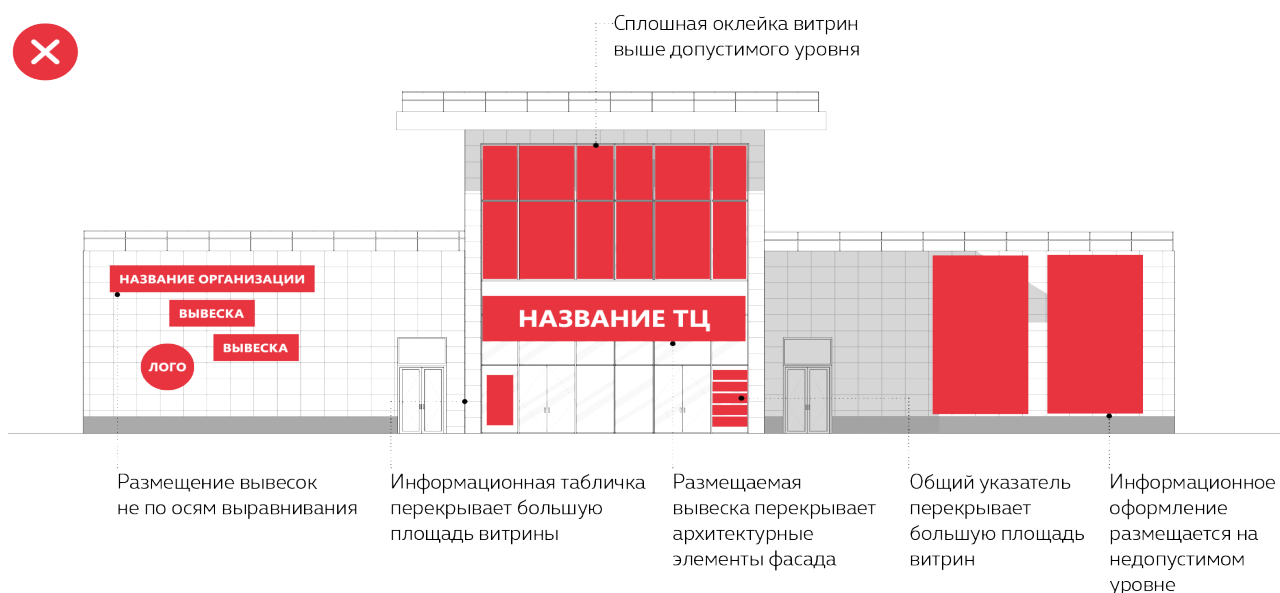 Сплошная оклейка витрин
выше допустимого уровня
НАЗВАНИЕ ОРГАНИЗАЦИИ
ВЫВЕСКА
ВЫВЕСКА
ЛОГО
НАЗВАНИЕ ТЦ
Размещение вывесок
не по осям выравнивания
Информационная табличка
перекрывает большую
площадь витрины
Размещаемая
вывеска перекрывает
архитектурные
элементы фасада
Общий указатель
перекрывает
большую площадь
витрин
Информационное
оформление
размещается на
недопустимом
уровне